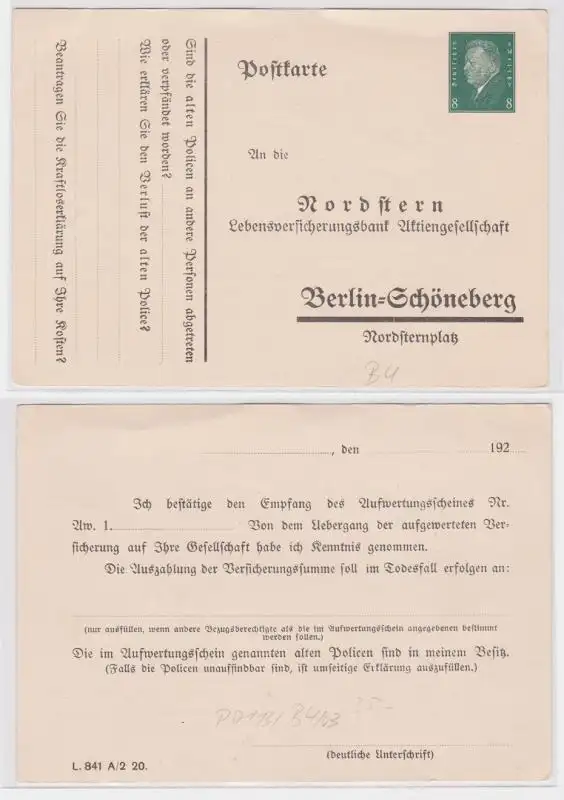 Postkarte
8 8
An die
Nordstern
Lebensversicherungsbank Aktiengesellschaft
Berlin=Schöneberg
Nordsternplatz
B4
Sind die alten Policen an andere Personen abgetreten
oder verpfändet worden?
Wie erklären Sie den Verlust der alten Police?
Beantragen Sie die Kraftloserklärung auf Ihre Kosten?
, den 192
Ich bestätige den Empfang des Aufwertungsscheines Nr.
Aw. 1. Von dem Uebergang der aufgewerteten Ver=
sicherung auf Ihre Gesellschaft habe ich Kenntnis genommen.
Die Auszahlung der Versicherungssumme soll im Todesfall erfolgen an:
(nur ausfüllen, wenn andere Bezugsberechtigte als die im Aufwertungsschein angegebenen bestimmt
werden sollen.)
Die im Aufwertungsschein genannten alten Policen sind in meinem Besitz.
(Falls die Policen unauffindbar sind, ist umseitige Erklärung auszufüllen.)
(deutliche Unterschrift)
L. 841 A/2 20.